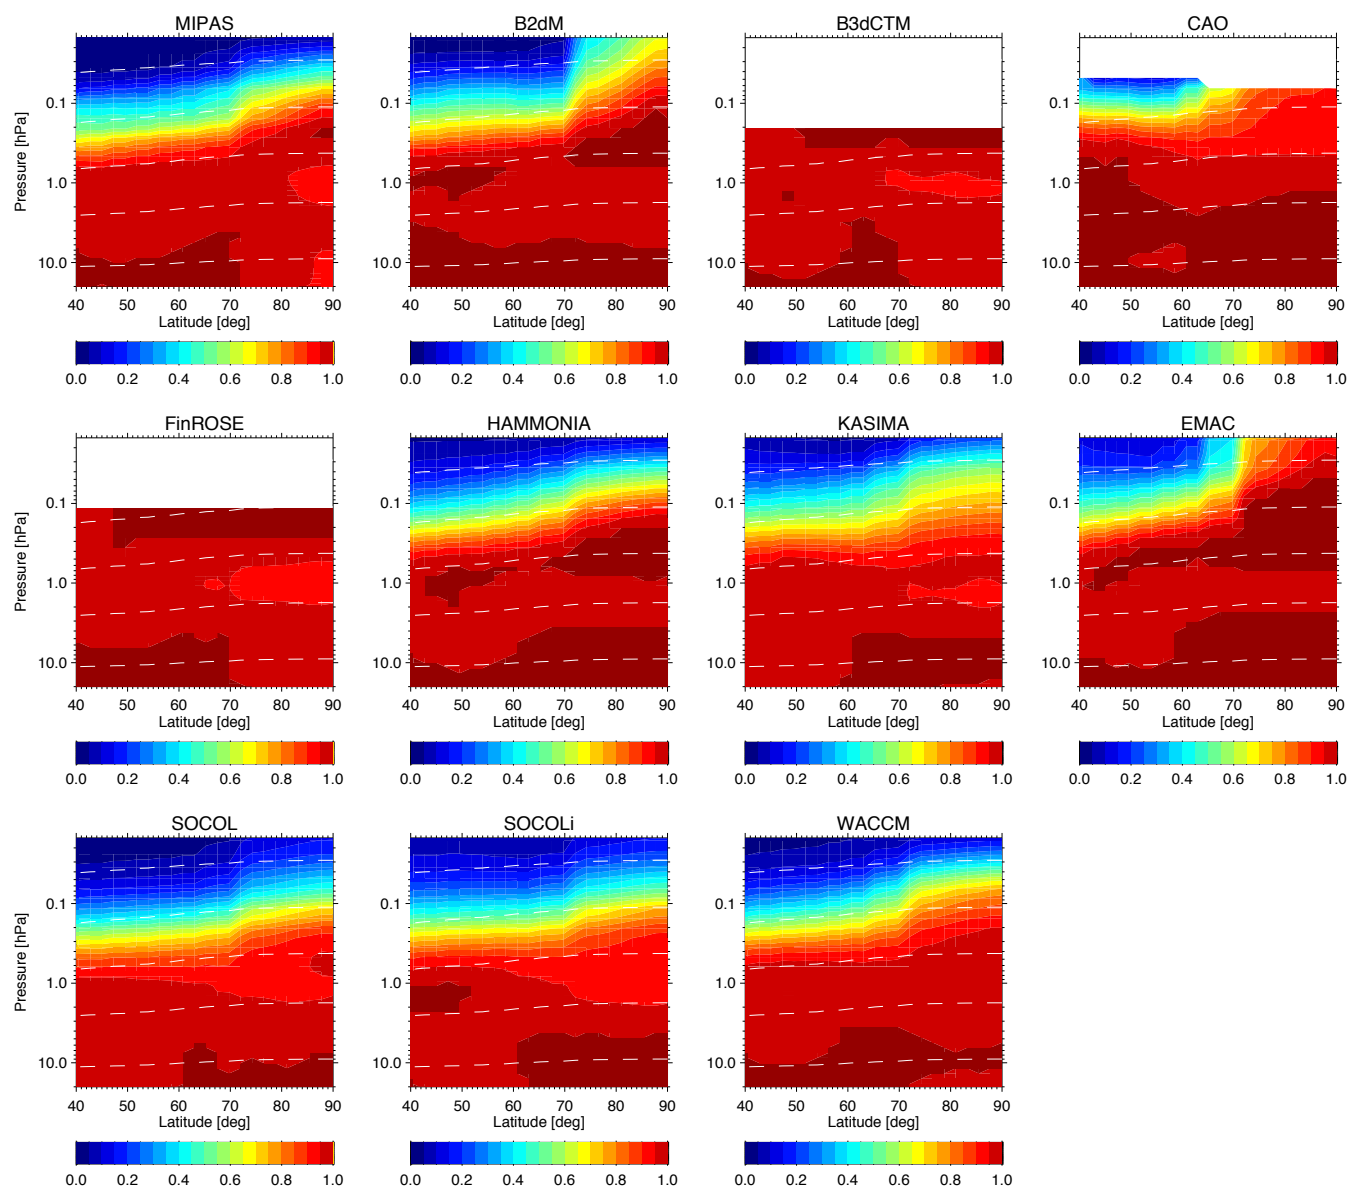 MIPAS B2dM B3dCTM CAO
Pressure [hPa]
0.1 0.1 0.1 0.1
1.0 1.0 1.0 1.0
10.0 10.0 10.0 10.0
40 50 60 70 80 90 40 50 60 70 80 90 40 50 60 70 80 90 40 50 60 70 80 90
Latitude [deg] Latitude [deg] Latitude [deg] Latitude [deg]
0.0 0.2 0.4 0.6 0.8 1.0 0.0 0.2 0.4 0.6 0.8 1.0 0.0 0.2 0.4 0.6 0.8 1.0 0.0 0.2 0.4 0.6 0.8 1.0
FinROSE HAMMONIA KASIMA EMAC
Pressure [hPa]
0.1 0.1 0.1 0.1
1.0 1.0 1.0 1.0
10.0 10.0 10.0 10.0
40 50 60 70 80 90 40 50 60 70 80 90 40 50 60 70 80 90 40 50 60 70 80 90
Latitude [deg] Latitude [deg] Latitude [deg] Latitude [deg]
0.0 0.2 0.4 0.6 0.8 1.0 0.0 0.2 0.4 0.6 0.8 1.0 0.0 0.2 0.4 0.6 0.8 1.0 0.0 0.2 0.4 0.6 0.8 1.0
SOCOL SOCOLi WACCM
Pressure [hPa]
0.1 0.1 0.1
1.0 1.0 1.0
10.0 10.0 10.0
40 50 60 70 80 90 40 50 60 70 80 90 40 50 60 70 80 90
Latitude [deg] Latitude [deg] Latitude [deg]
0.0 0.2 0.4 0.6 0.8 1.0 0.0 0.2 0.4 0.6 0.8 1.0 0.0 0.2 0.4 0.6 0.8 1.0